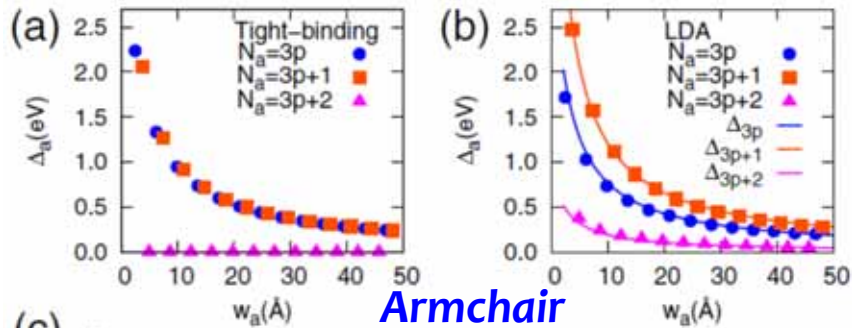 (a)
Tight-binding
Nₐ=3p
Nₐ=3p+1
Nₐ=3p+2
Δₐ(eV)
2.5
2.0
1.5
1.0
0.5
0.0
0 10 20 30 40 50
wₐ(Å)
(b)
LDA
Nₐ=3p
Nₐ=3p+1
Nₐ=3p+2
Δ₃ₚ
Δ₃ₚ₊₁
Δ₃ₚ₊₂
Δₐ(eV)
2.5
2.0
1.5
1.0
0.5
0.0
0 10 20 30 40 50
wₐ(Å)
Armchair
(c)